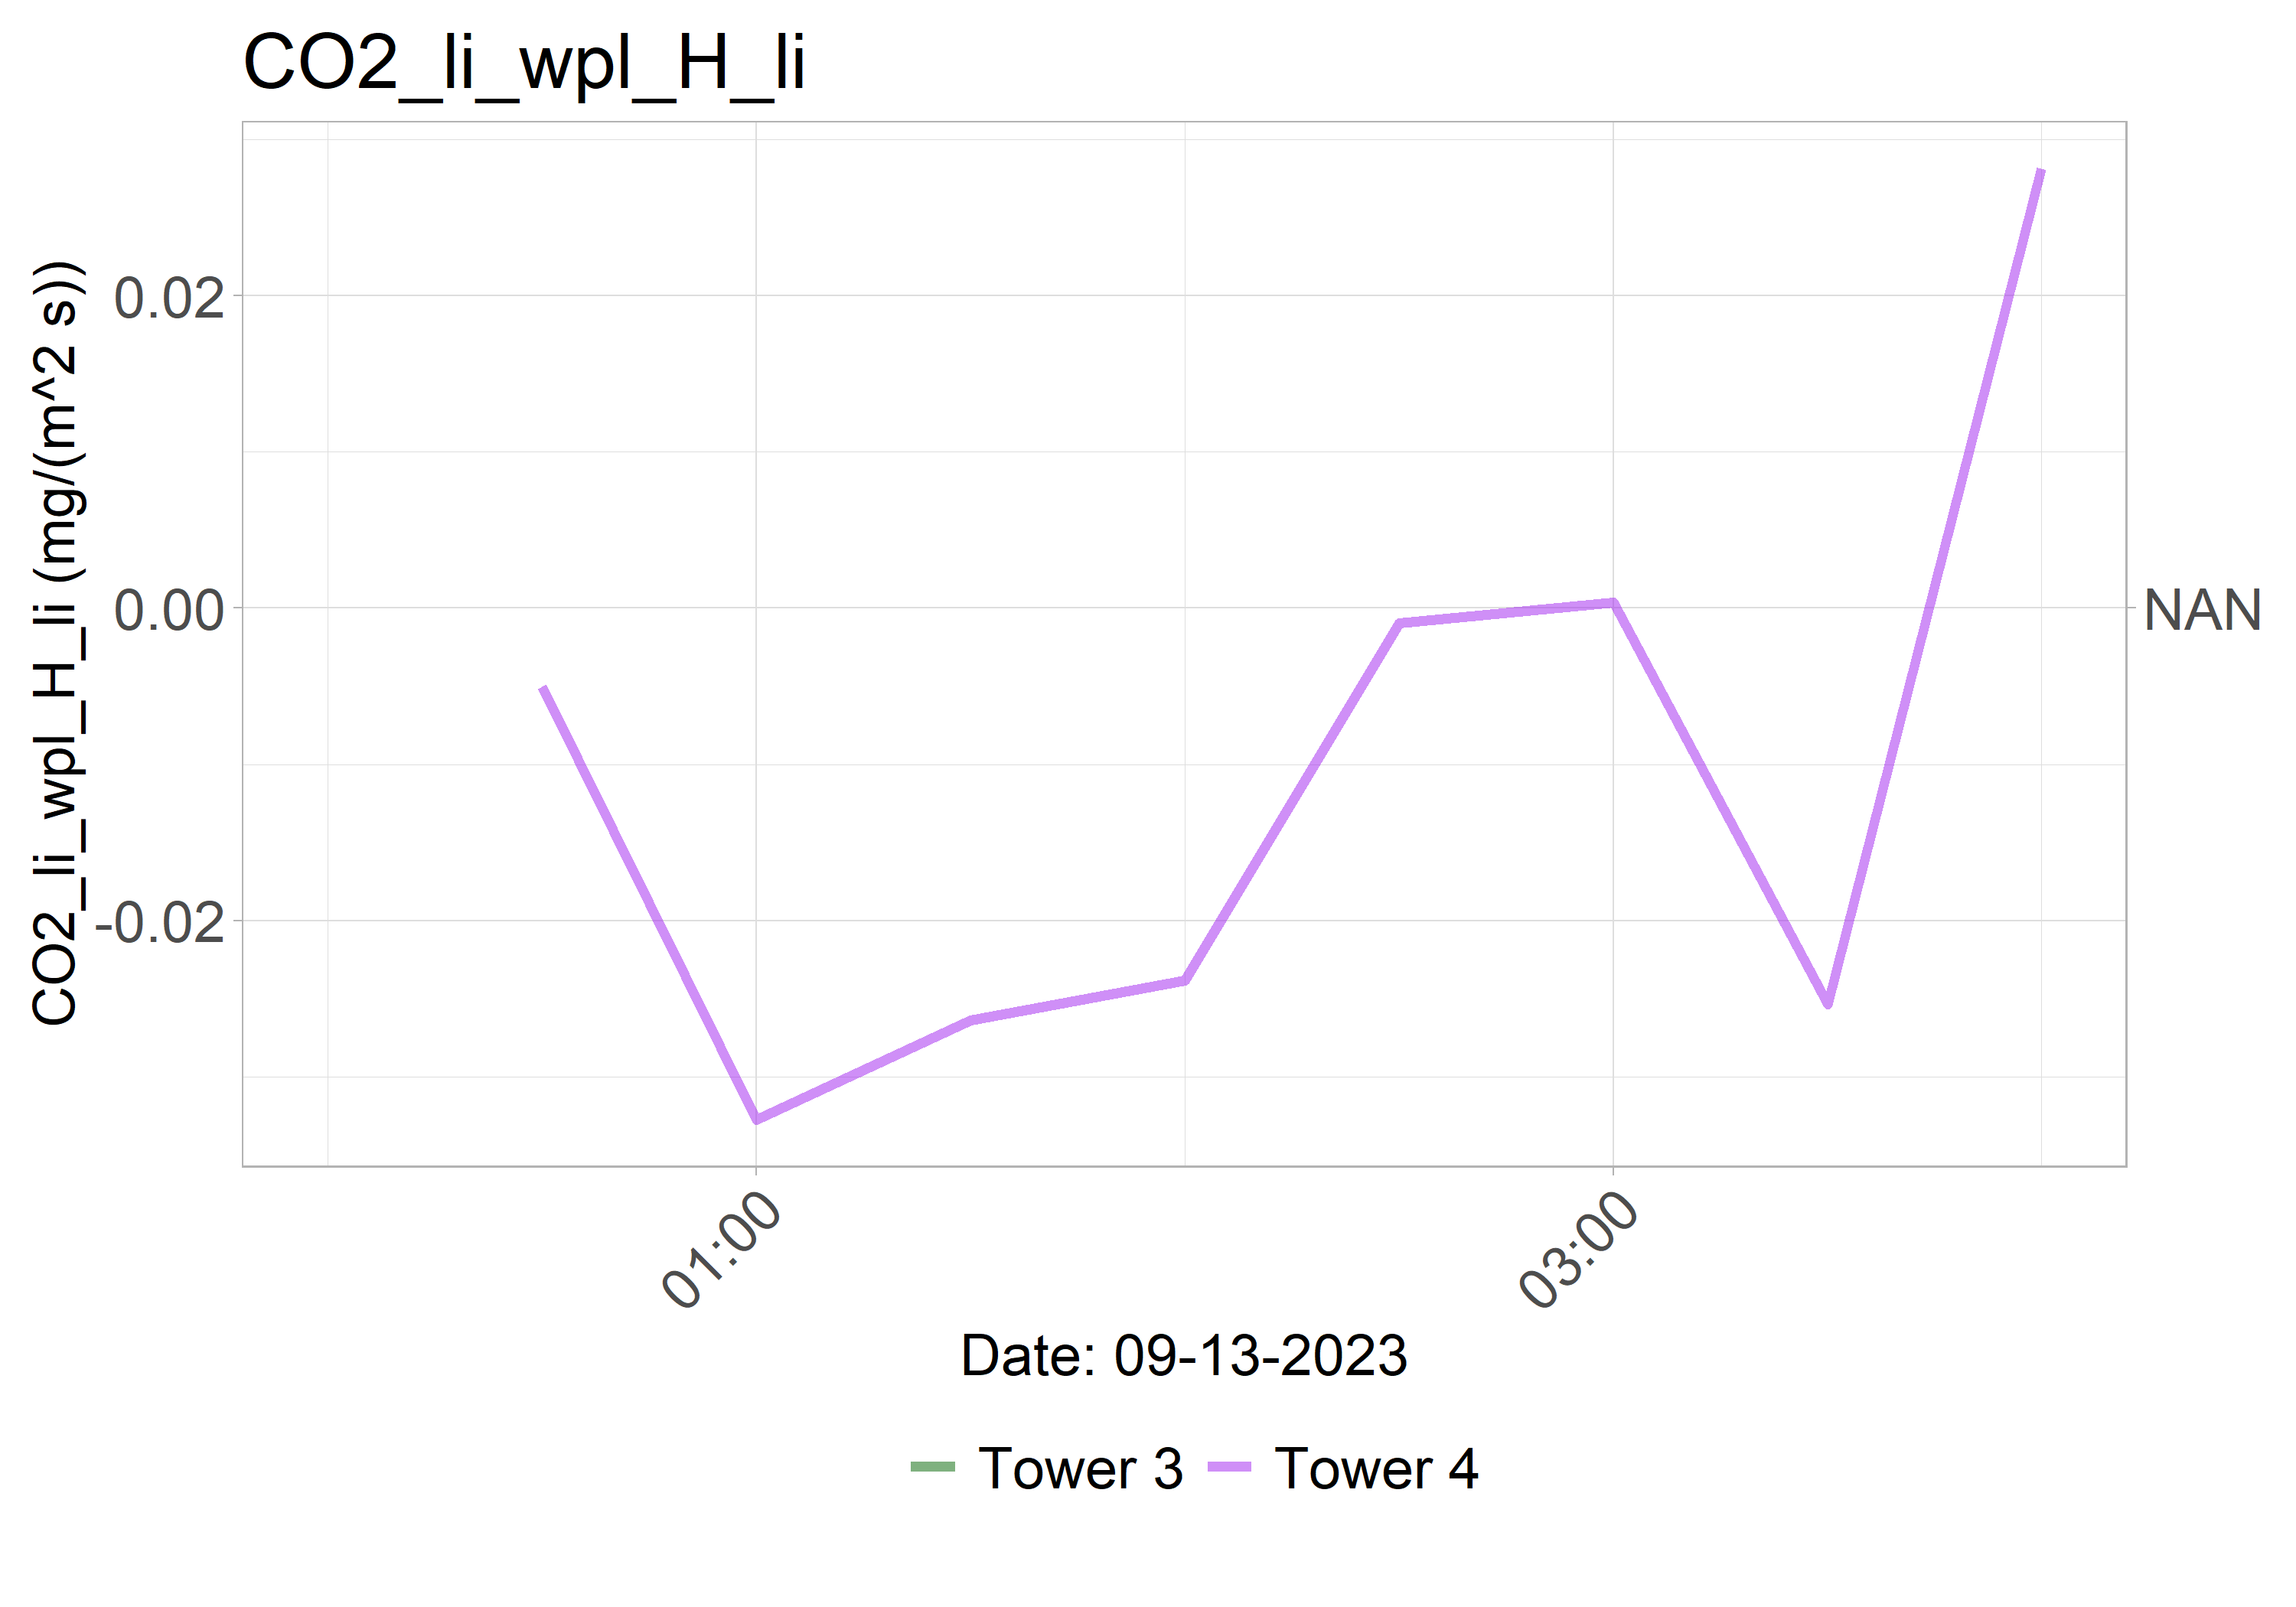 CO2_li_wpl_H_li
CO2_li_wpl_H_li (mg/(m^2 s))
0.02
0.00
-0.02
NAN
01:00
03:00
Date: 09-13-2023
Tower 3
Tower 4